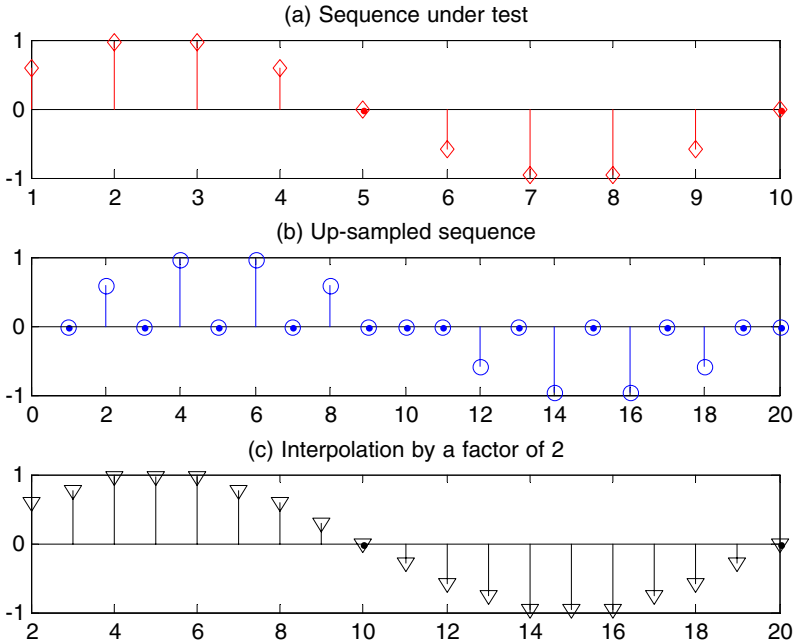 (a) Sequence under test
1
0
-1
1 2 3 4 5 6 7 8 9 10
(b) Up-sampled sequence
1
0
-1
0 2 4 6 8 10 12 14 16 18 20
(c) Interpolation by a factor of 2
1
0
-1
2 4 6 8 10 12 14 16 18 20